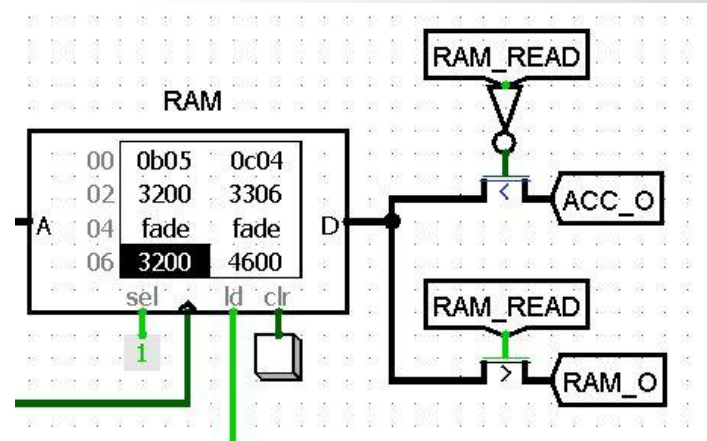 RAM_READ
RAM
00 0b05 0c04
02 3200 3306
04 fade fade
06 3200 4600
A
D
sel ld clr
1
<
ACC_O
RAM_READ
>
RAM_O